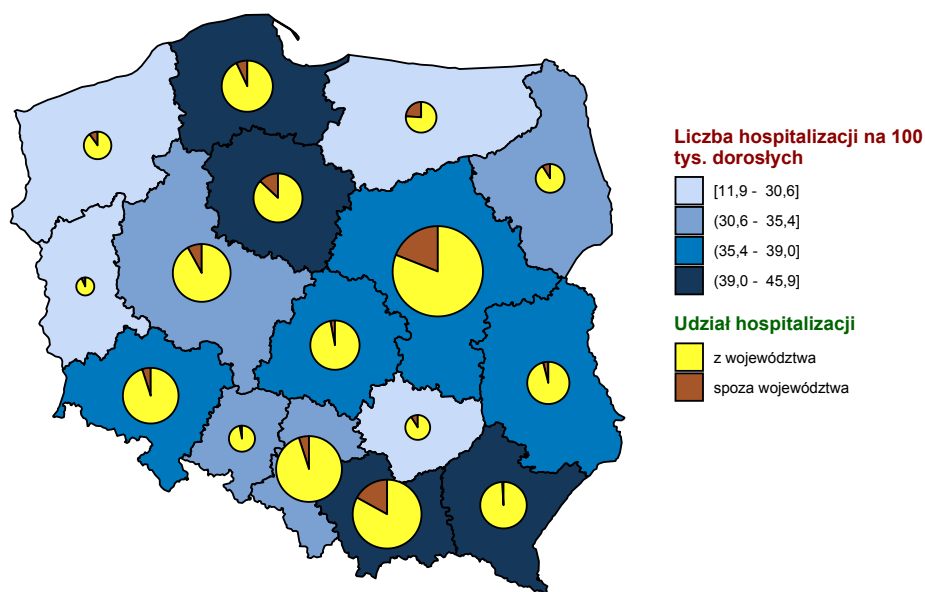 Liczba hospitalizacji na 100
tys. dorosłych
[11,9 - 30,6]
(30,6 - 35,4]
(35,4 - 39,0]
(39,0 - 45,9]
Udział hospitalizacji
z województwa
spoza województwa